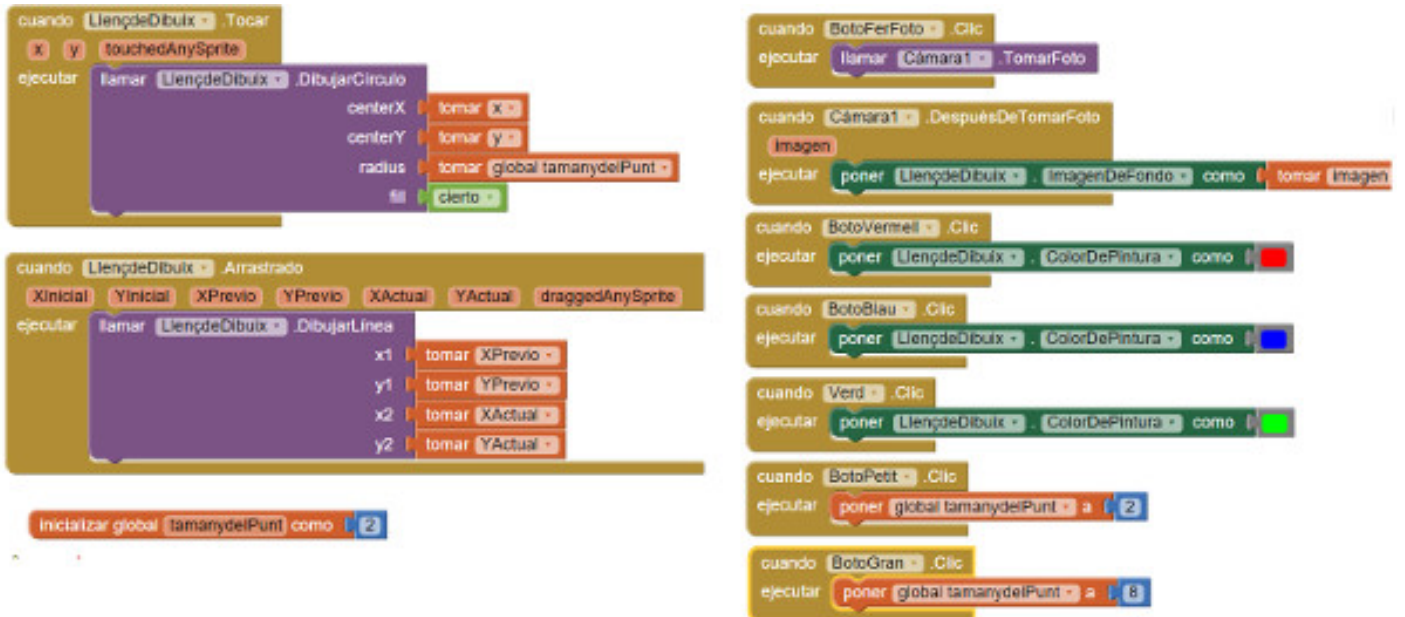 cuando LlençdeDibuix .Tocar
x y touchedAnySprite
ejecutar llamar LlençdeDibuix .DibujarCírculo
centerX tomar x
centerY tomar y
radius tomar global tamanydelPunt
fill cierto
cuando LlençdeDibuix .Arrastrado
XInicial YInicial XPrevio YPrevio XActual YActual draggedAnySprite
ejecutar llamar LlençdeDibuix .DibujarLínea
x1 tomar XPrevio
y1 tomar YPrevio
x2 tomar XActual
y2 tomar YActual
inicializar global tamanydelPunt como 2
cuando BotoFerFoto .Clic
ejecutar llamar Cámara1 .TomarFoto
cuando Cámara1 .DespuésDeTomarFoto
imagen
ejecutar poner LlençdeDibuix . ImagenDeFondo como tomar imagen
cuando BotoVermell .Clic
ejecutar poner LlençdeDibuix . ColorDePintura como
cuando BotoBlau .Clic
ejecutar poner LlençdeDibuix . ColorDePintura como
cuando Verd .Clic
ejecutar poner LlençdeDibuix . ColorDePintura como
cuando BotoPetit .Clic
ejecutar poner global tamanydelPunt a 2
cuando BotoGran .Clic
ejecutar poner global tamanydelPunt a 8